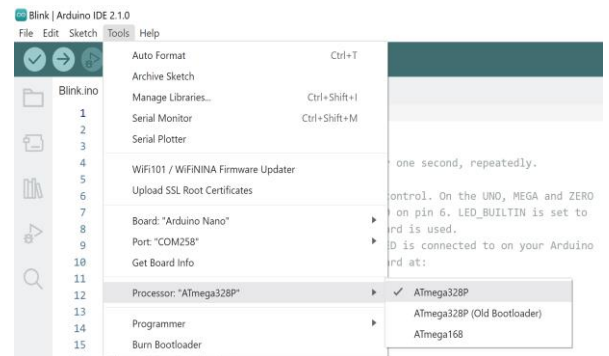 Blink | Arduino IDE 2.1.0
File Edit Sketch Tools Help
Auto Format Ctrl+T
Archive Sketch
Manage Libraries... Ctrl+Shift+I
Serial Monitor Ctrl+Shift+M
Serial Plotter
WiFi101 / WiFiNINA Firmware Updater
Upload SSL Root Certificates
Board: "Arduino Nano"
Port: "COM258"
Get Board Info
Processor: "ATmega328P"
Programmer
Burn Bootloader
ATmega328P
ATmega328P (Old Bootloader)
ATmega168
Blink.ino
1
2
3
4 one second, repeatedly.
5
6 ontrol. On the UNO, MEGA and ZERO
7 on pin 6. LED_BUILTIN is set to
8 rd is used.
9 D is connected to on your Arduino
10 rd at:
11
12
13
14
15